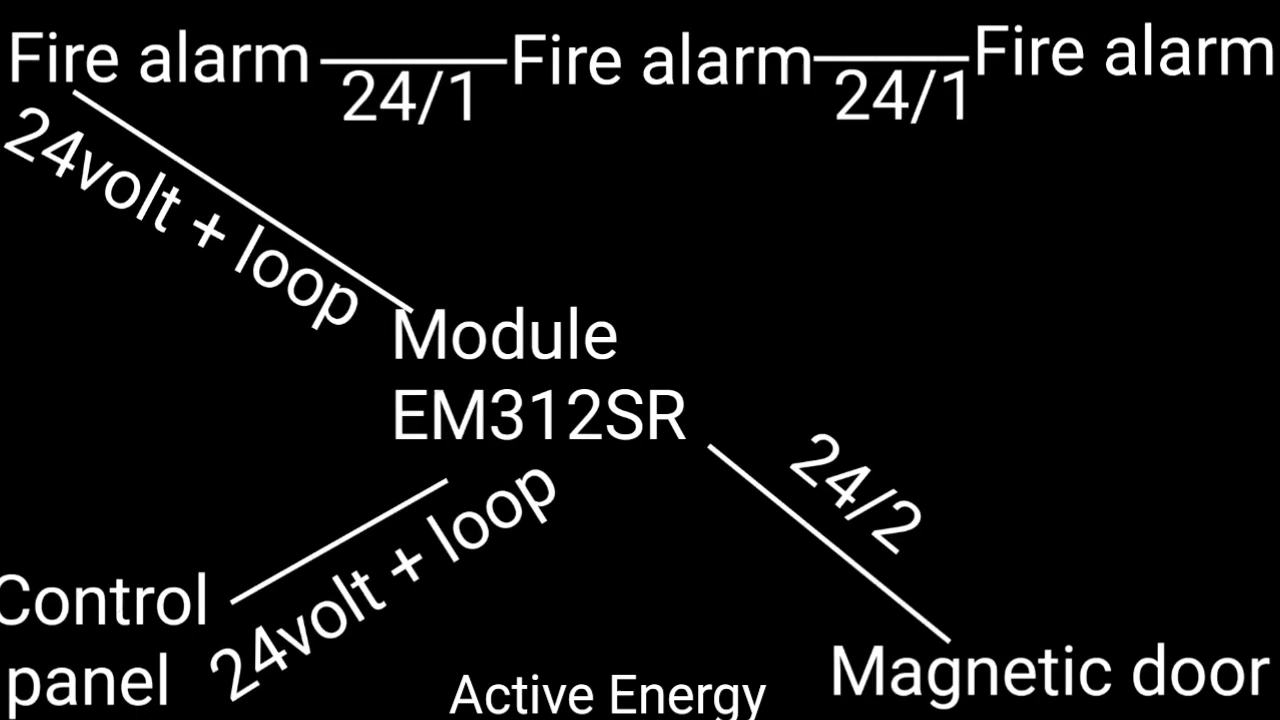 Fire alarm 24/1 Fire alarm 24/1 Fire alarm
24volt + loop
Module
EM312SR
24/2
24volt + loop
Control
panel
Magnetic door
Active Energy